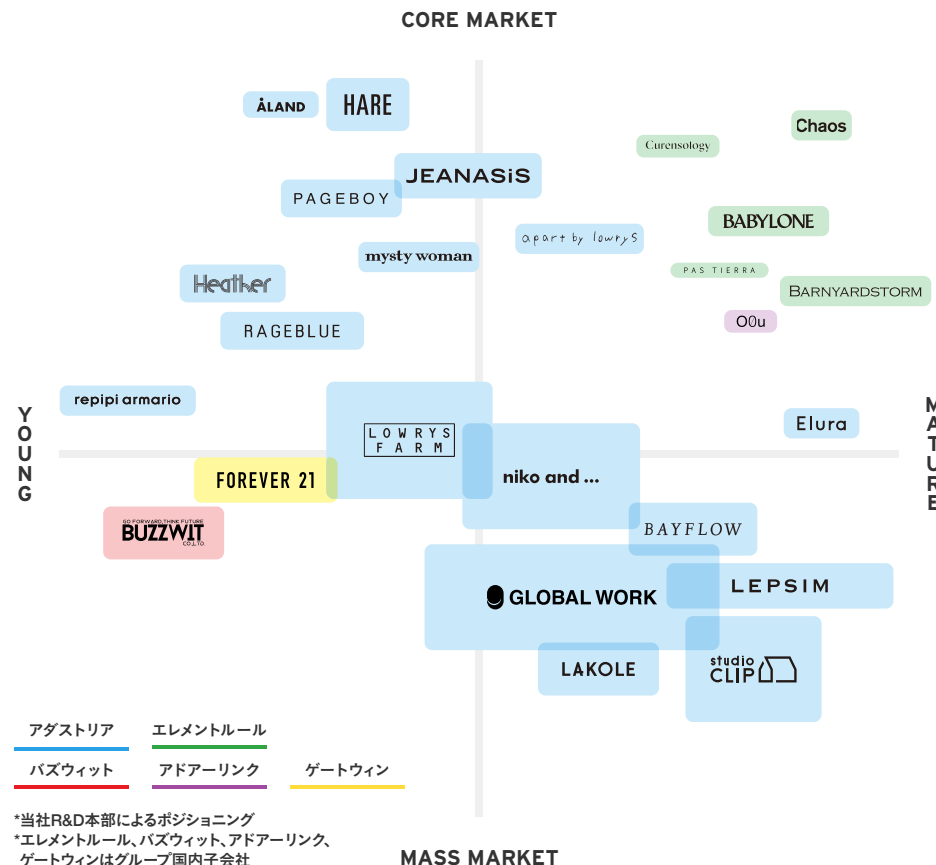 CORE MARKET
ÅLAND
HARE
Chaos
Curensology
JEANASiS
PAGEBOY
BABYLONE
apart by lowrys
mysty woman
PAS TIERRA
Heather
BARNYARDSTORM
O0u
RAGEBLUE
repipi armario
Elura
YOUNG
MATURE
LOWRYS
FARM
FOREVER 21
niko and ...
GO FORWARD,THINK FUTURE
BUZZWIT
CO.,LTD.
BAYFLOW
LEPSIM
GLOBAL WORK
LAKOLE
studio
CLIP
アダストリア
エレメントルール
バズウィット
アドアーリンク
ゲートウィン
*当社R&D本部によるポジショニング
*エレメントルール、バズウィット、アドアーリンク、
ゲートウィンはグループ国内子会社
MASS MARKET